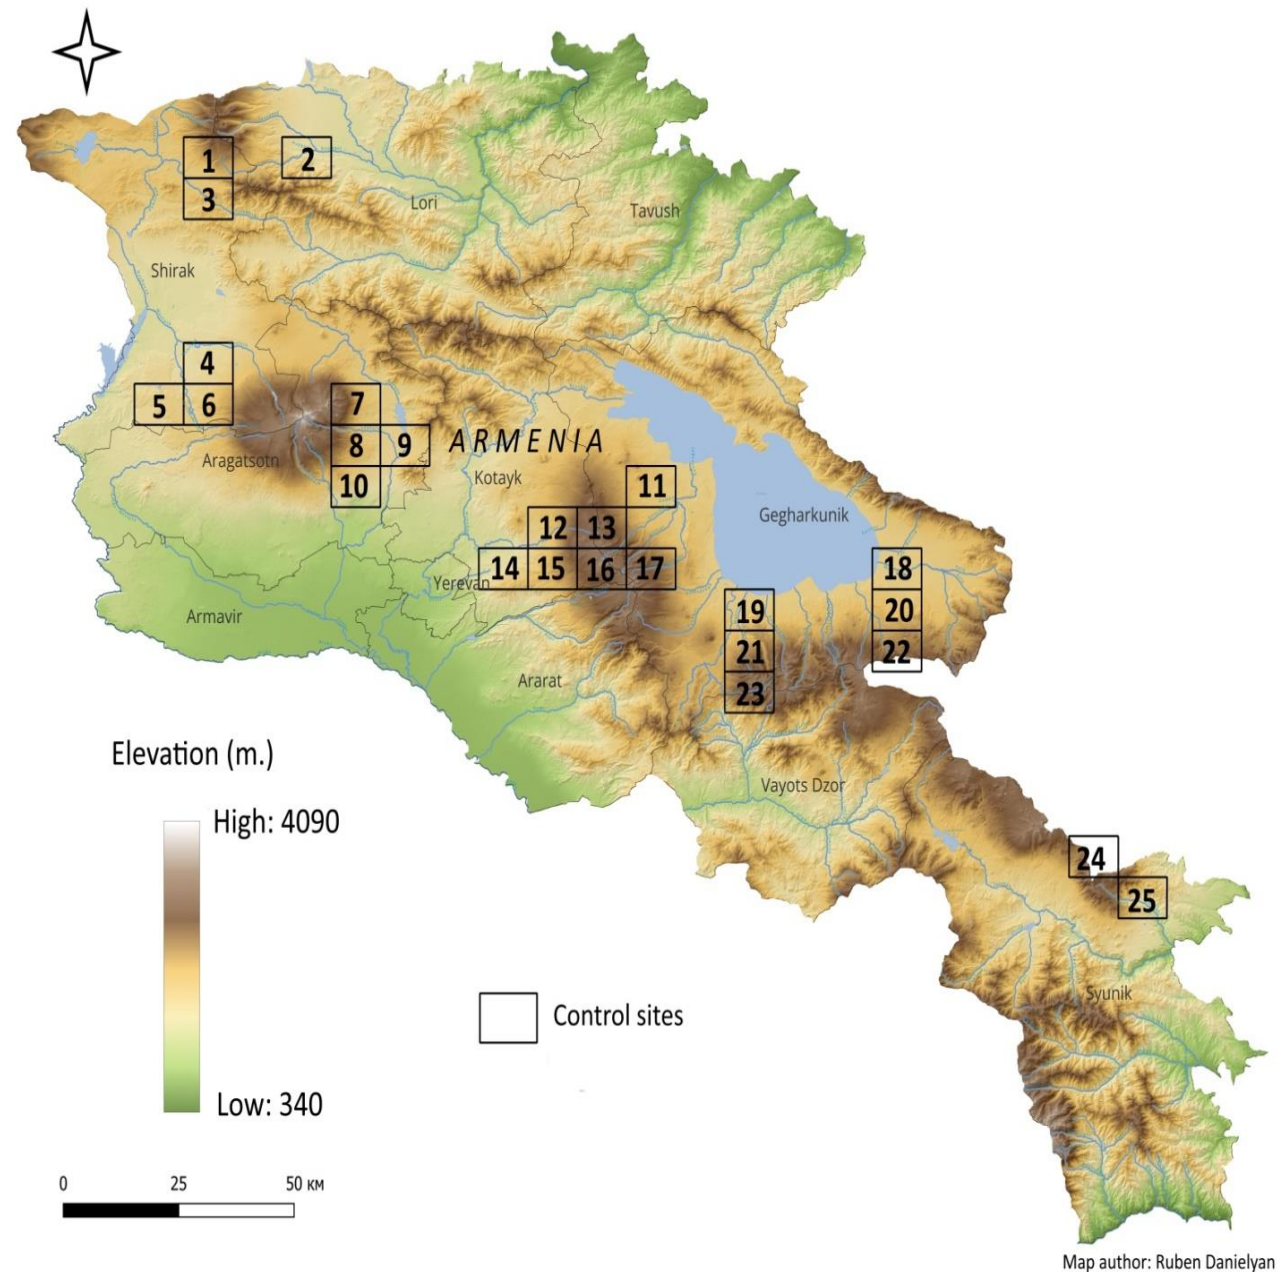 1
2
3
Lori
Tavush
Shirak
4
5
6
7
8
9
ARMENIA
Aragatsotn
Kotayk
10
11
Gegharkunik
12
13
14
15
16
17
18
Yerevan
Armavir
19
20
21
22
23
Ararat
Elevation (m.)
Vayots Dzor
High: 4090
24
25
Syunik
Control sites
Low: 340
0 25 50 км
Map author: Ruben Danielyan